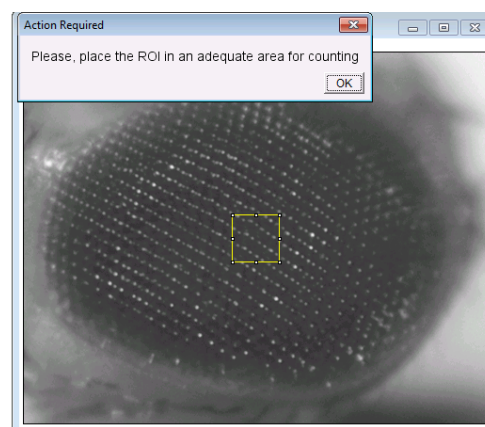 Action Required
Please, place the ROI in an adequate area for counting
OK